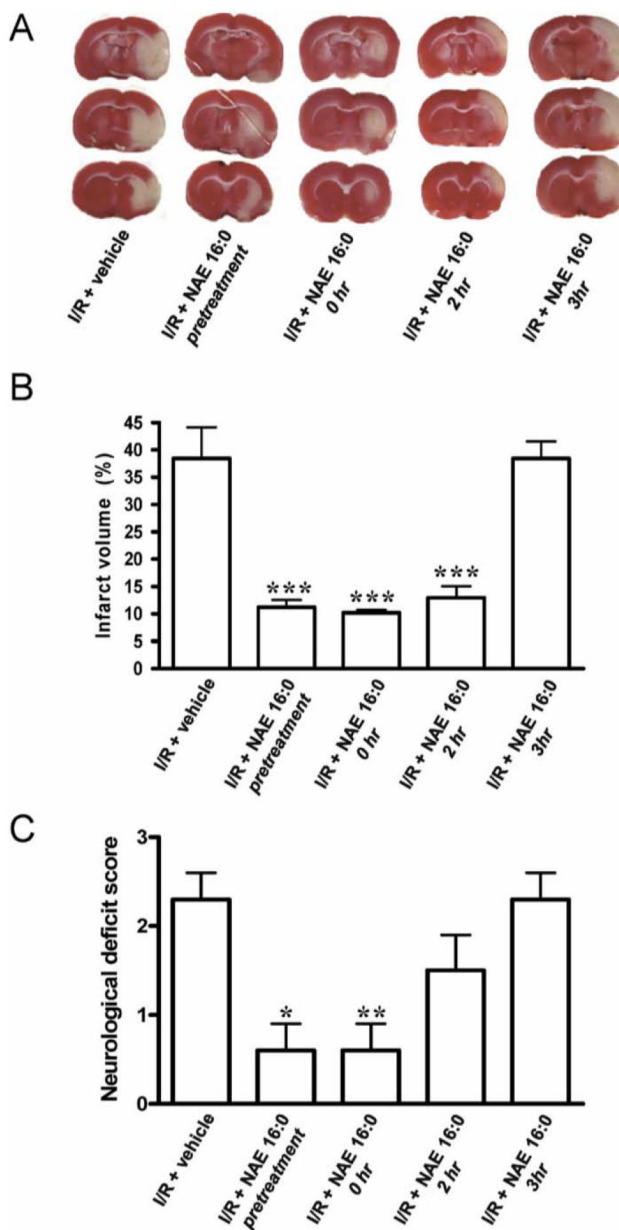 A
I/R + vehicle
I/R + NAE 16:0
pretreatment
I/R + NAE 16:0
0 hr
I/R + NAE 16:0
2 hr
I/R + NAE 16:0
3hr
B
Infarct volume (%)
45
40
35
30
25
20
15
10
5
0
***
***
***
I/R + vehicle
I/R + NAE 16:0
pretreatment
I/R + NAE 16:0
0 hr
I/R + NAE 16:0
2 hr
I/R + NAE 16:0
3hr
C
Neurological deficit score
3
2
1
0
*
**
I/R + vehicle
I/R + NAE 16:0
pretreatment
I/R + NAE 16:0
0 hr
I/R + NAE 16:0
2 hr
I/R + NAE 16:0
3hr